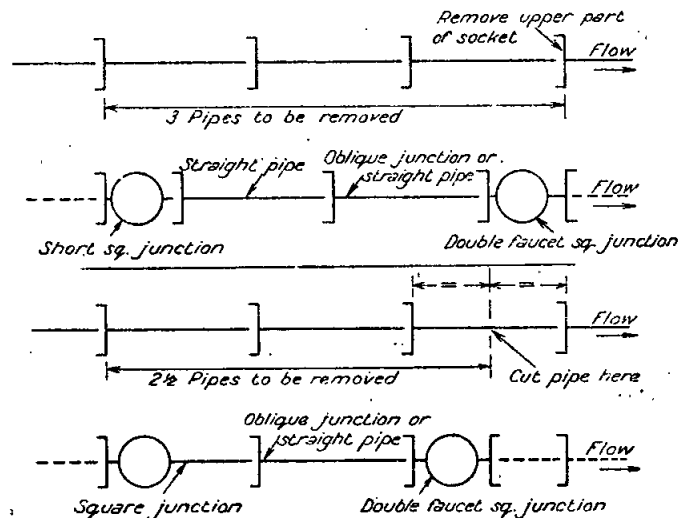 Remove upper part
of socket
Flow
3 Pipes to be removed
Straight pipe
Oblique junction or
straight pipe
Flow
Short sq. junction
Double faucet sq. junction
Flow
2½ Pipes to be removed
Cut pipe here
Oblique junction or
straight pipe
Flow
Square junction
Double faucet sq. junction